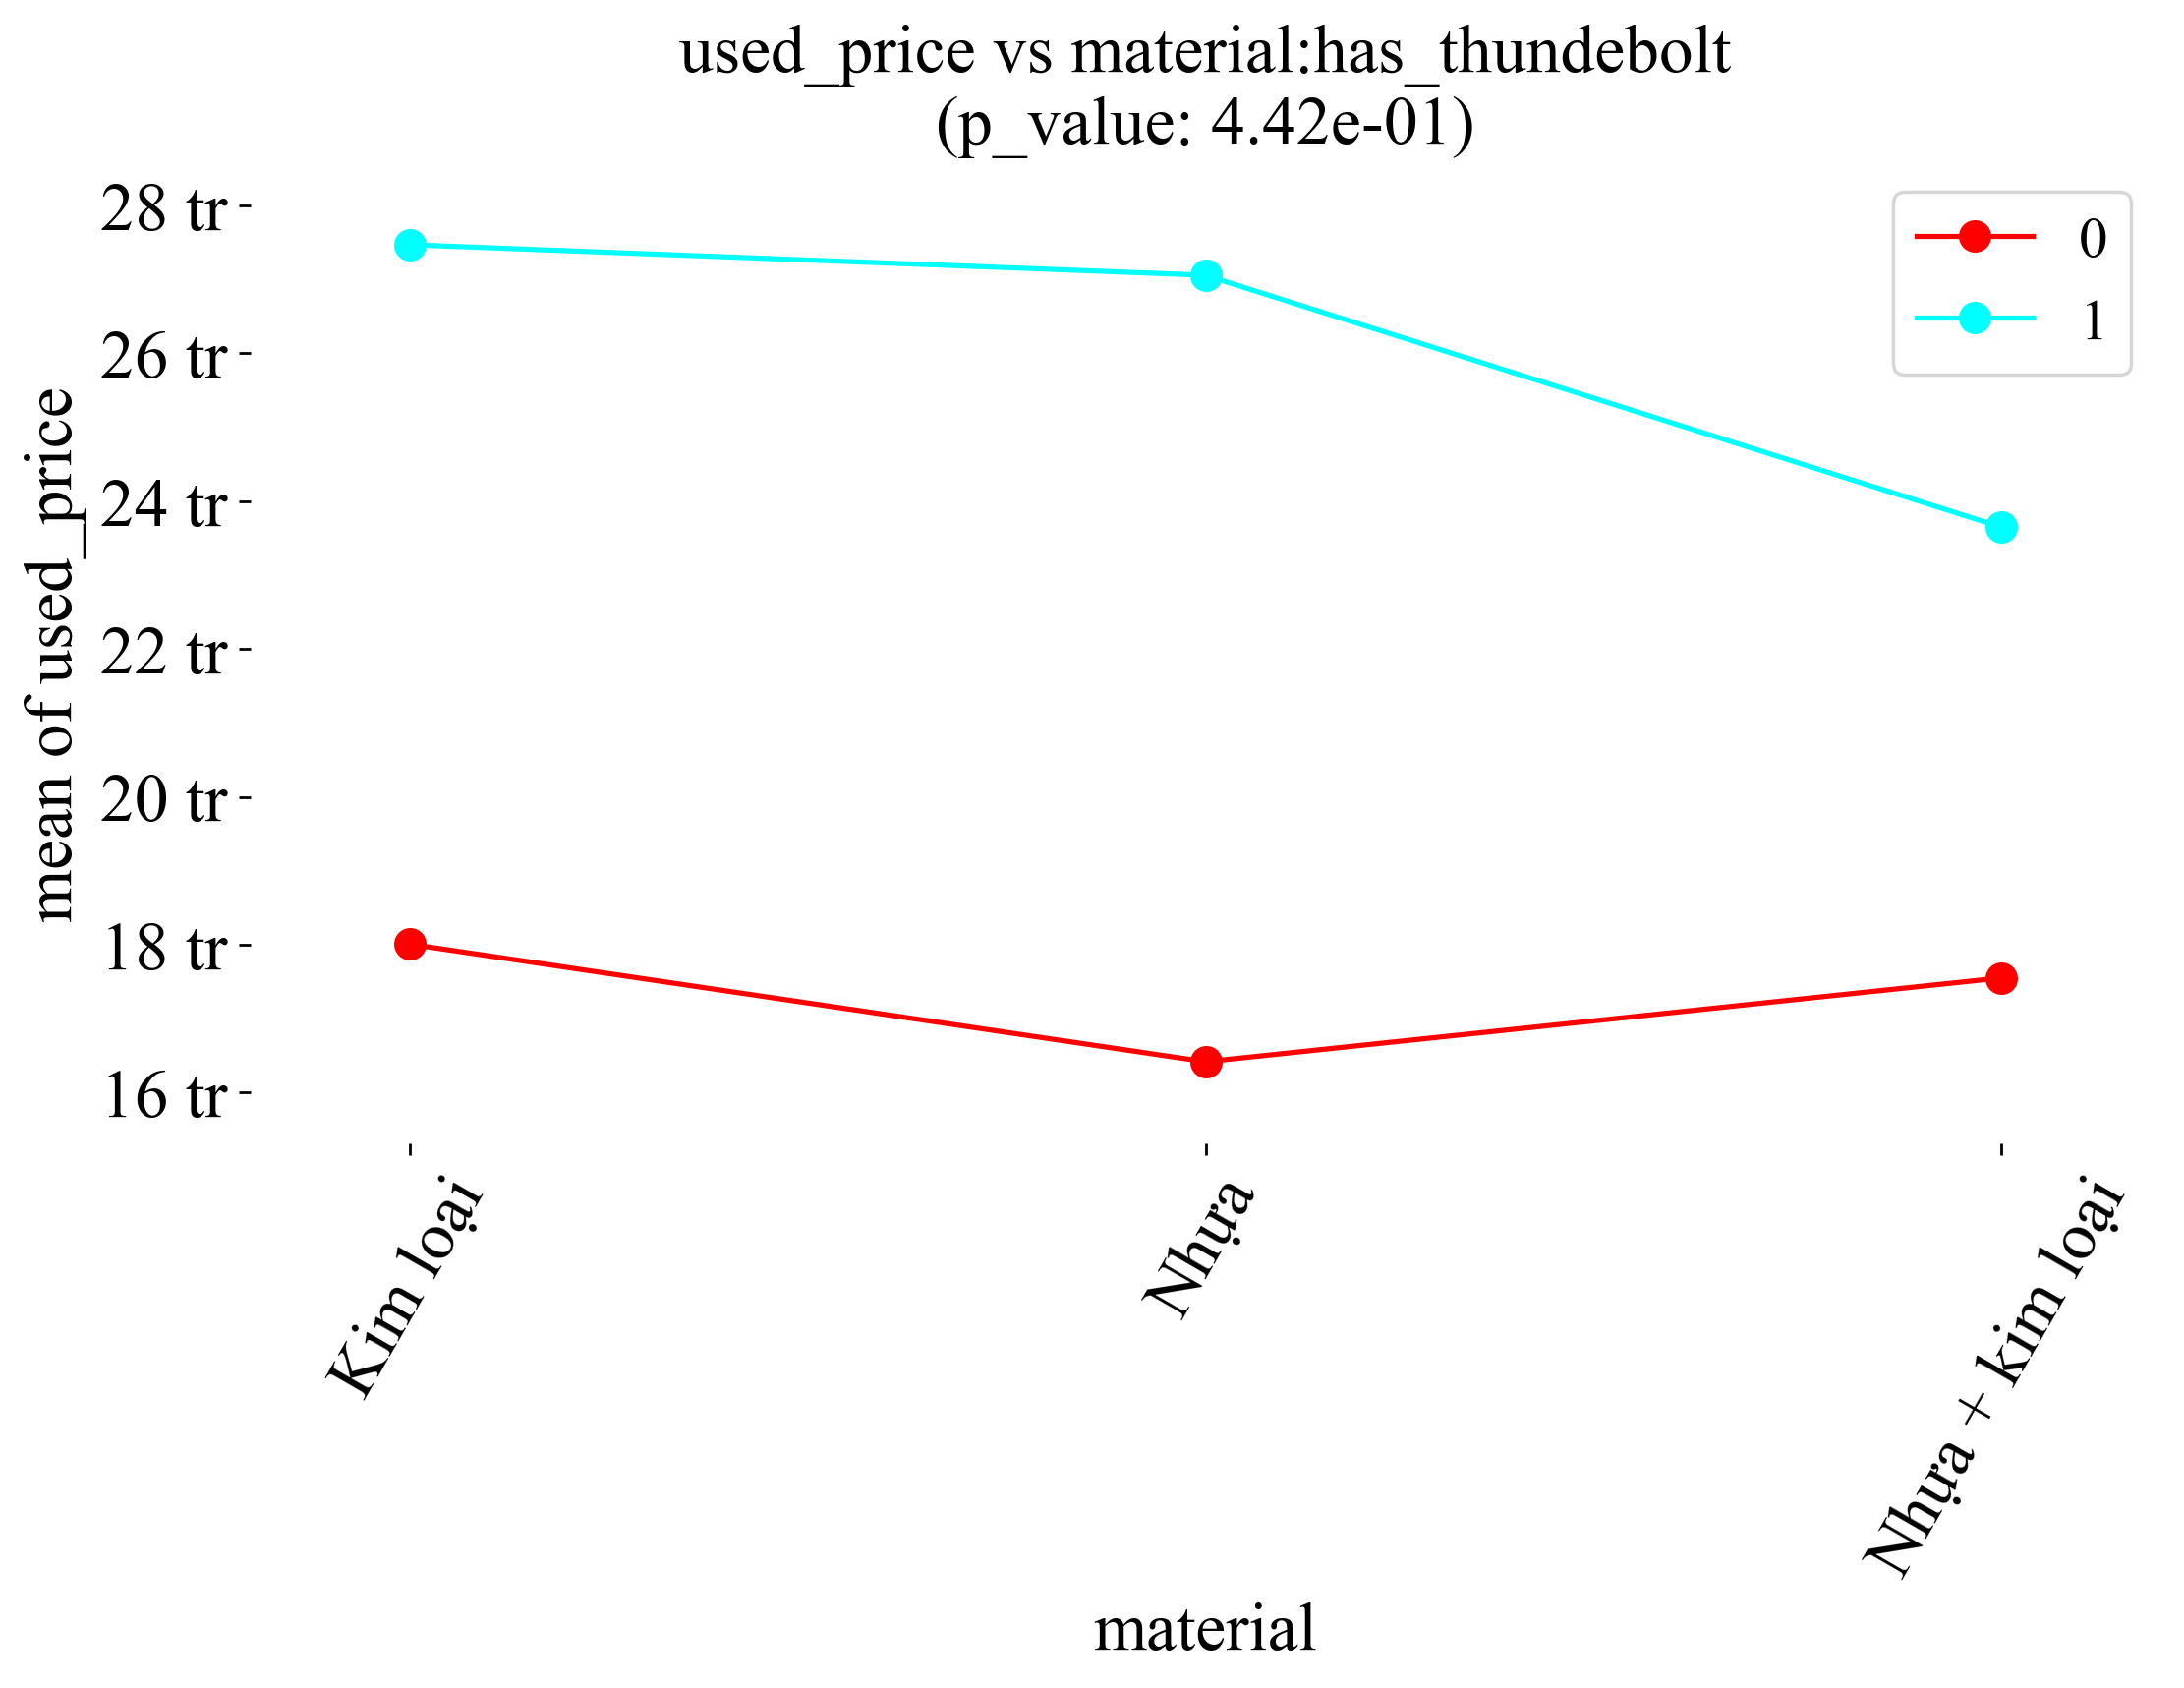 used_price vs material:has_thundebolt
(p_value: 4.42e-01)
28 tr
26 tr
24 tr
22 tr
20 tr
18 tr
16 tr
mean of used_price
0
1
Kim loại
Nhựa
Nhựa + kim loại
material